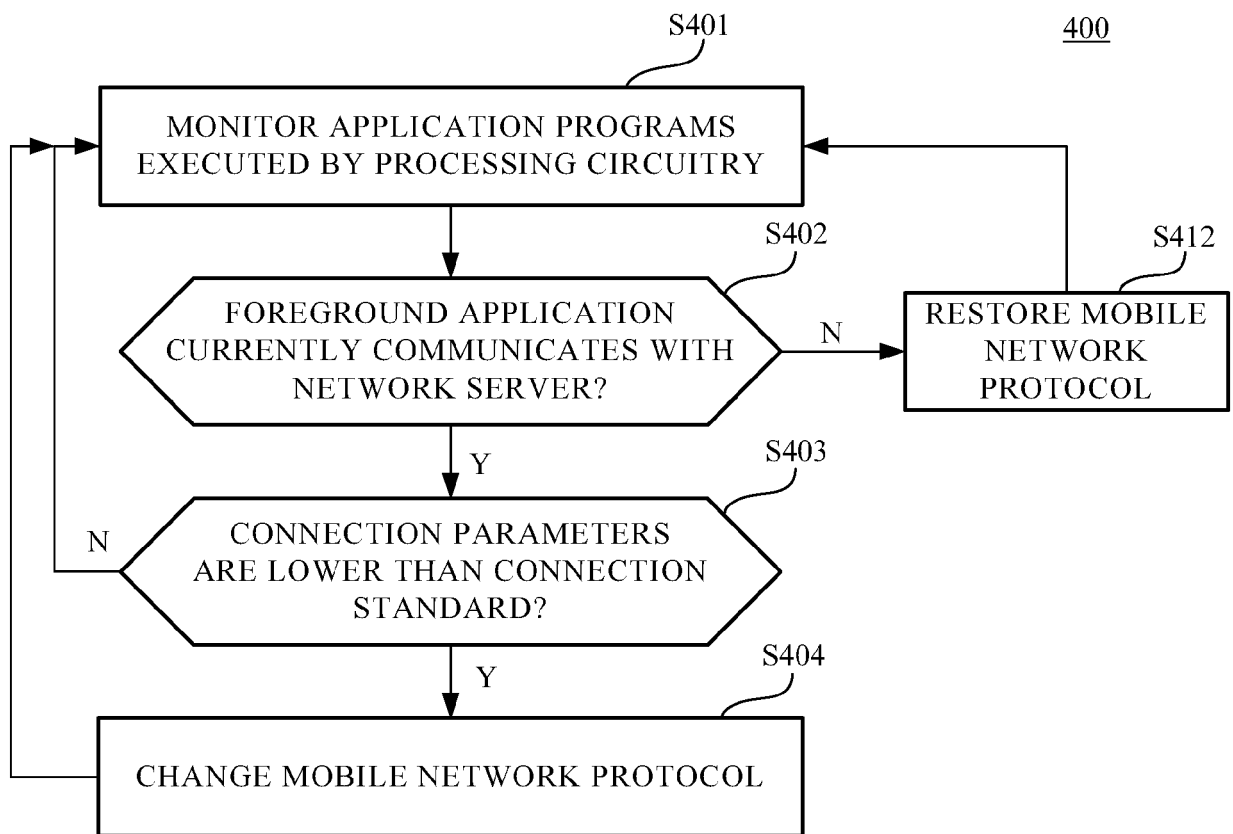 S401
400
MONITOR APPLICATION PROGRAMS
EXECUTED BY PROCESSING CIRCUITRY
S402
S412
FOREGROUND APPLICATION
CURRENTLY COMMUNICATES WITH
NETWORK SERVER?
N
RESTORE MOBILE
NETWORK
PROTOCOL
Y
S403
N
CONNECTION PARAMETERS
ARE LOWER THAN CONNECTION
STANDARD?
Y
S404
CHANGE MOBILE NETWORK PROTOCOL